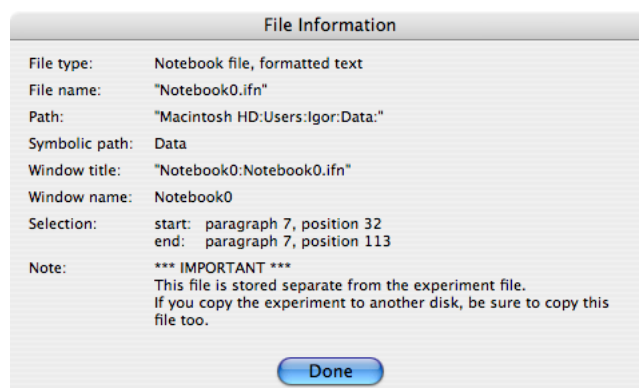 File Information
File type: Notebook file, formatted text
File name: "Notebook0.ifn"
Path: "Macintosh HD:Users:Igor:Data:"
Symbolic path: Data
Window title: "Notebook0:Notebook0.ifn"
Window name: Notebook0
Selection: start: paragraph 7, position 32
end: paragraph 7, position 113
Note: *** IMPORTANT ***
This file is stored separate from the experiment file.
If you copy the experiment to another disk, be sure to copy this
file too.
Done